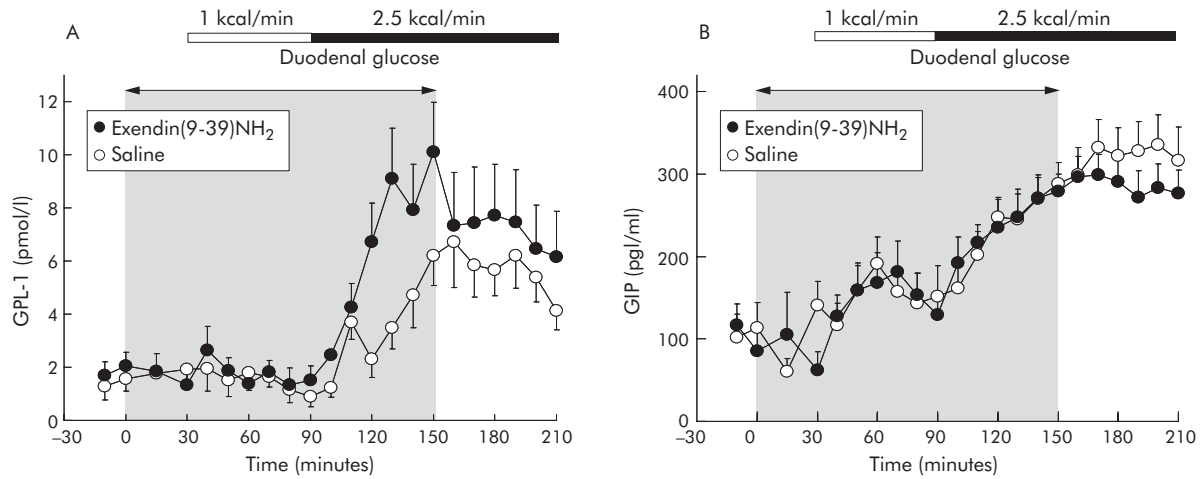 A
1 kcal/min 2.5 kcal/min
Duodenal glucose
Exendin(9-39)NH2
Saline
GPL-1 (pmol/l)
12
10
8
6
4
2
0
–30 0 30 60 90 120 150 180 210
Time (minutes)
B
1 kcal/min 2.5 kcal/min
Duodenal glucose
Exendin(9-39)NH2
Saline
GIP (pgl/ml)
400
300
200
100
0
–30 0 30 60 90 120 150 180 210
Time (minutes)